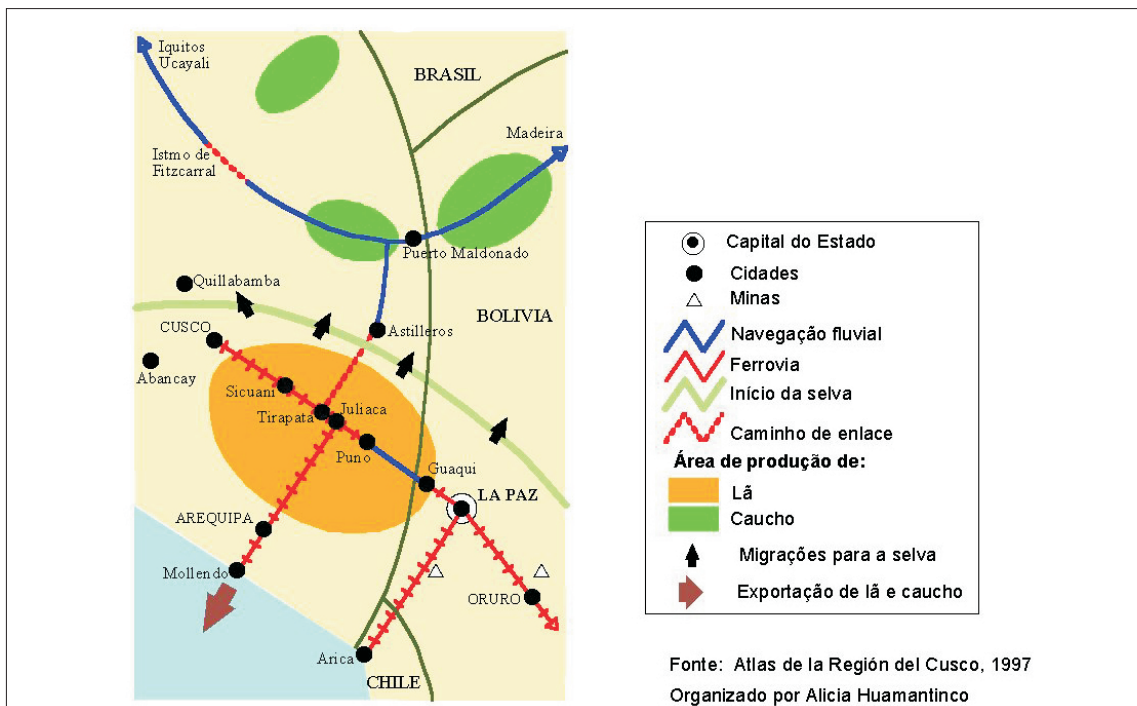 Iquitos
Ucayali
BRASIL
Madeira
Istmo de
Fitzcarral
Puerto Maldonado
Quillabamba
BOLIVIA
CUSCO
Astilleros
Abancay
Sicuani
Tirapata
Juliaca
Puno
Guaqui
LA PAZ
AREQUIPA
Mollendo
ORURO
Arica
CHILE
Capital do Estado
Cidades
Minas
Navegação fluvial
Ferrovia
Início da selva
Caminho de enlace
Área de produção de:
Lã
Caucho
Migrações para a selva
Exportação de lã e caucho
Fonte: Atlas de la Región del Cusco, 1997
Organizado por Alicia Huamantinco